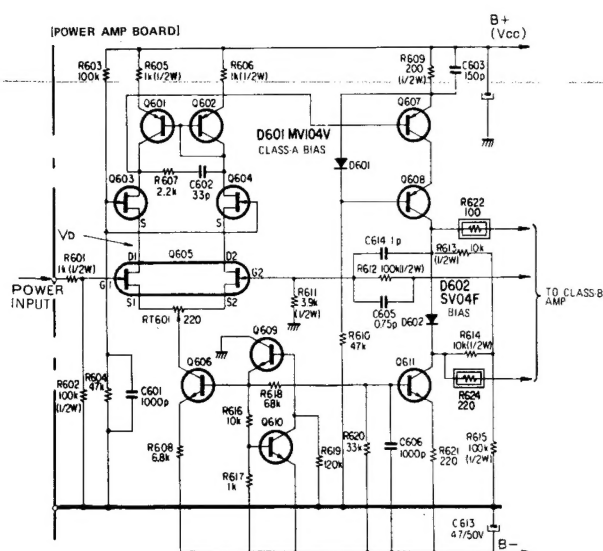 [POWER AMP BOARD]
B+
(Vcc)
R603
100k
R605
1k(1/2W)
R606
1k(1/2W)
R609
200
(1/2W)
C603
150p
Q601
Q602
Q607
D601 MV104V
CLASS-A BIAS
D601
R607
2.2k
C602
33p
Q603
Q604
Q608
S
S
R622
100
VD
C614 1p
R613
10k
(1/2W)
R601
1k(1/2W)
D1
Q605
D2
G1
G2
R612 100k(1/2W)
POWER
INPUT
S1
S2
R611
3.9k
(1/2W)
C605
0.75p
D602
SV04F
BIAS
D602
TO CLASS-B
AMP
RT601
220
R610
47k
R614
10k(1/2W)
Q609
Q606
Q611
R602
100k
(1/2W)
R604
47k
C601
1000p
R618
68k
R624
220
R616
10k
Q610
R608
6.8k
R619
120k
R620
33k
C606
1000p
R621
220
R615
100k
(1/2W)
R617
1k
C613
47/50V
B-